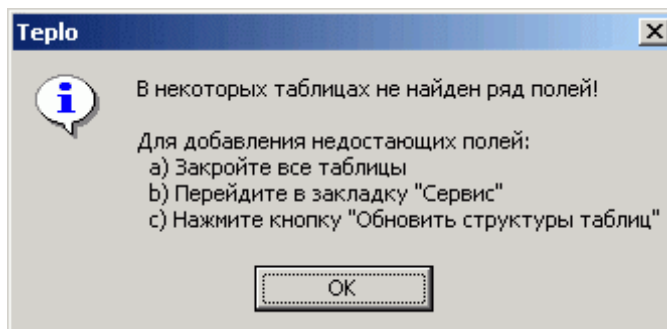 Teplo
В некоторых таблицах не найден ряд полей!
Для добавления недостающих полей:
a) Закройте все таблицы
b) Перейдите в закладку "Сервис"
c) Нажмите кнопку "Обновить структуры таблиц"
OK